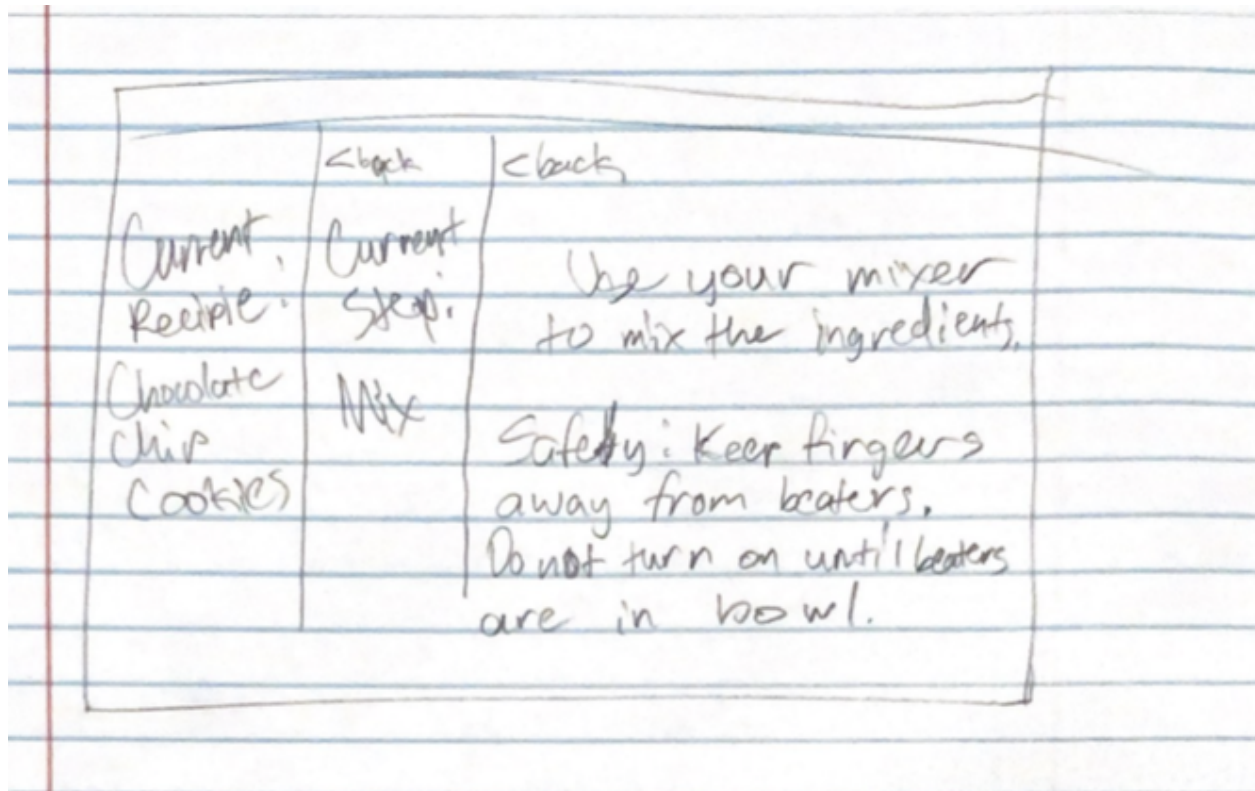 <back
Current
Recipie:
Chocolate
Chip
Cookies
<back
Current
Step:
Mix
Use your mixer
to mix the ingredients.
Safety: Keep fingers
away from beaters.
Do not turn on until beaters
are in bowl.